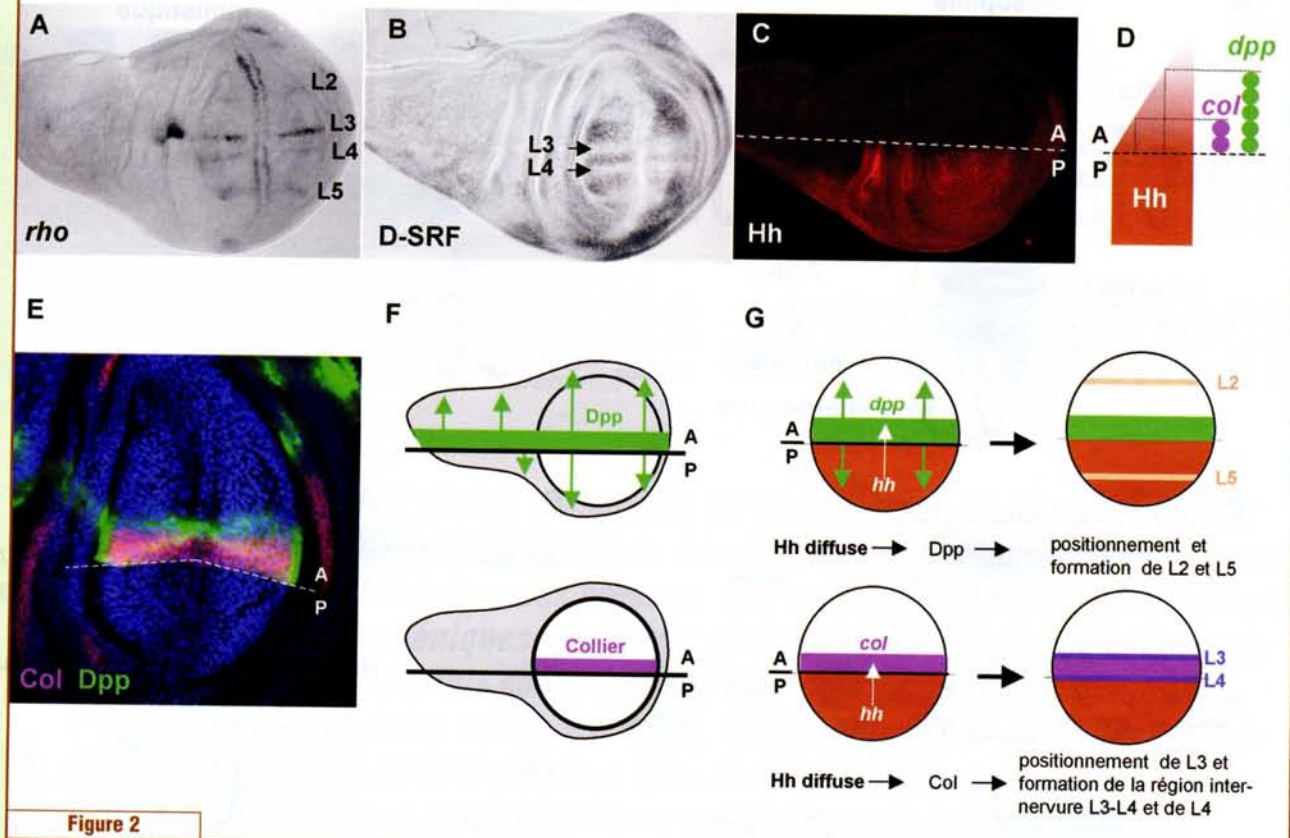 A
L2
L3
L4
L5
rho
B
L3
L4
D-SRF
C
A
P
Hh
D
dpp
col
A
P
Hh
E
A
P
Col Dpp
F
Dpp
A
P
Collier
A
P
G
dpp
A
P
hh
L2
L5
Hh diffuse Dpp positionnement et
formation de L2 et L5
col
A
P
hh
L3
L4
Hh diffuse Col positionnement de L3 et
formation de la région inter-
nervure L3-L4 et de L4
Figure 2